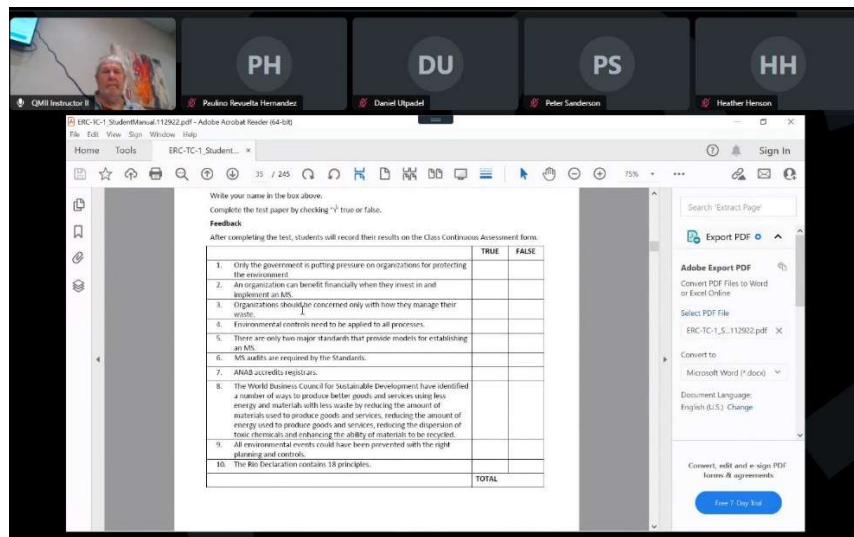 PH
DU
PS
HH
QMII Instructor II
Paulino Revuelta Hernandez
Daniel Utpadel
Peter Sanderson
Heather Henson
ERC-TC-1_StudentManual.112922.pdf - Adobe Acrobat Reader (64-bit)
File Edit View Sign Window Help
Home Tools ERC-TC-1_Student... ×
Sign In
35 / 245
75%
Write your name in the box above.
Complete the test paper by checking "√" true or false.
Feedback
After completing the test, students will record their results on the Class Continuous Assessment form.
TRUE FALSE
1. Only the government is putting pressure on organizations for protecting
the environment
2. An organization can benefit financially when they invest in and
implement an MS.
3. Organizations should be concerned only with how they manage their
waste.
4. Environmental controls need to be applied to all processes.
5. There are only two major standards that provide models for establishing
an MS.
6. MS audits are required by the Standards.
7. ANAB accredits registrars.
8. The World Business Council for Sustainable Development have identified
a number of ways to produce better goods and services using less
energy and materials with less waste by reducing the amount of
materials used to produce goods and services, reducing the amount of
energy used to produce goods and services, reducing the dispersion of
toxic chemicals and enhancing the ability of materials to be recycled.
9. All environmental events could have been prevented with the right
planning and controls.
10. The Rio Declaration contains 18 principles.
TOTAL
Search 'Extract Page'
Export PDF
Adobe Export PDF
Convert PDF Files to Word
or Excel Online
Select PDF File
ERC-TC-1_S...112922.pdf ×
Convert to
Microsoft Word (*.docx)
Document Language:
English (U.S.) Change
Convert, edit and e-sign PDF
forms & agreements
Free 7-Day Trial